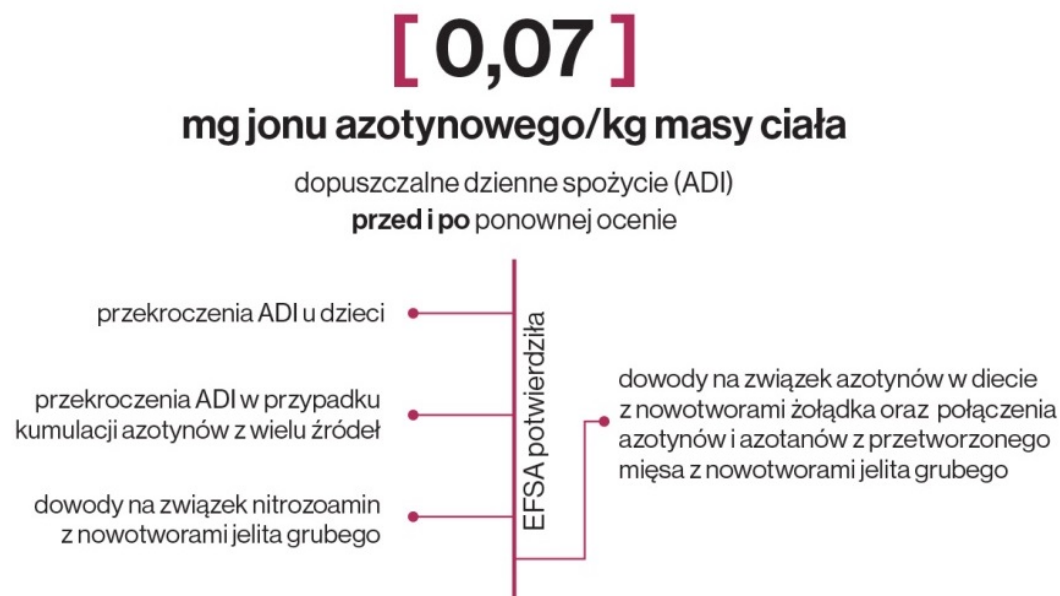 [ 0,07 ]
mg jonu azotynowego/kg masy ciała
dopuszczalne dzienne spożycie (ADI)
przed i po ponownej ocenie
EFSA potwierdziła
przekroczenia ADI u dzieci
przekroczenia ADI w przypadku
kumulacji azotynów z wielu źródeł
dowody na związek nitrozoamin
z nowotworami jelita grubego
dowody na związek azotynów w diecie
z nowotworami żołądka oraz połączenia
azotynów i azotanów z przetworzonego
mięsa z nowotworami jelita grubego